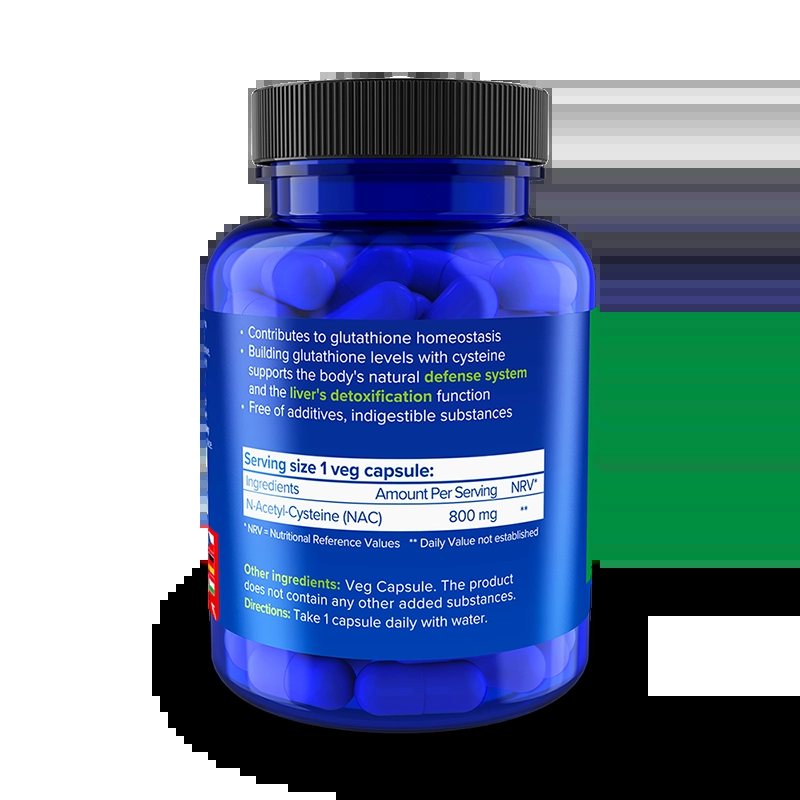 • Contributes to glutathione homeostasis
• Building glutathione levels with cysteine
supports the body's natural defense system
and the liver's detoxification function
• Free of additives, indigestible substances
Serving size 1 veg capsule:
Ingredients Amount Per Serving NRV*
N-Acetyl-Cysteine (NAC) 800 mg **
* NRV = Nutritional Reference Values ** Daily Value not established
Other ingredients: Veg Capsule. The product
does not contain any other added substances.
Directions: Take 1 capsule daily with water.